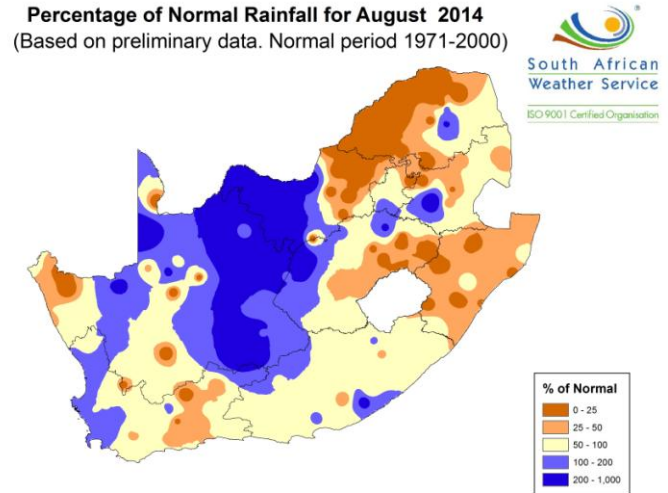 Percentage of Normal Rainfall for August 2014
(Based on preliminary data. Normal period 1971-2000)
South African
Weather Service
ISO 9001 Certified Organisation
% of Normal
0 - 25
25 - 50
50 - 100
100 - 200
200 - 1,000